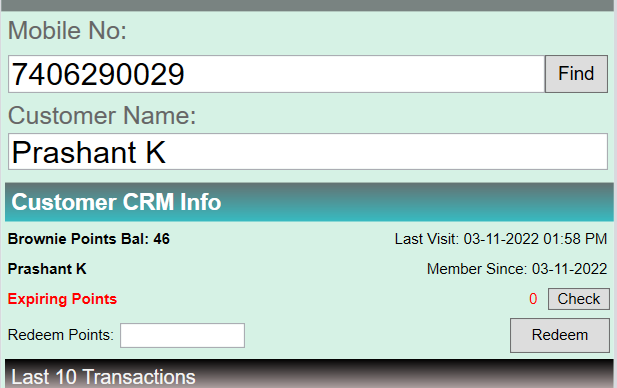 Mobile No:
7406290029 Find
Customer Name:
Prashant K
Customer CRM Info
Brownie Points Bal: 46 Last Visit: 03-11-2022 01:58 PM
Prashant K Member Since: 03-11-2022
Expiring Points 0 Check
Redeem Points: Redeem
Last 10 Transactions